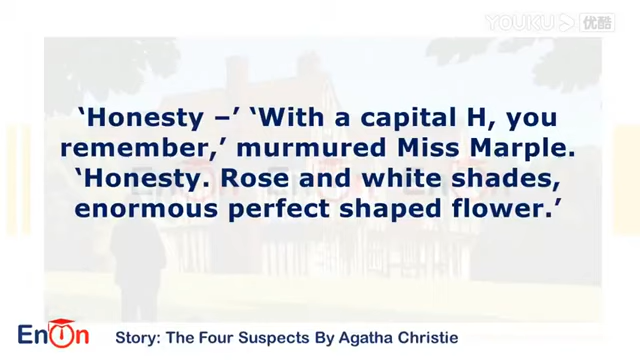 YOUKU 优酷
‘Honesty –’ ‘With a capital H, you
remember,’ murmured Miss Marple.
‘Honesty. Rose and white shades,
enormous perfect shaped flower.’
EnOn
Story: The Four Suspects By Agatha Christie